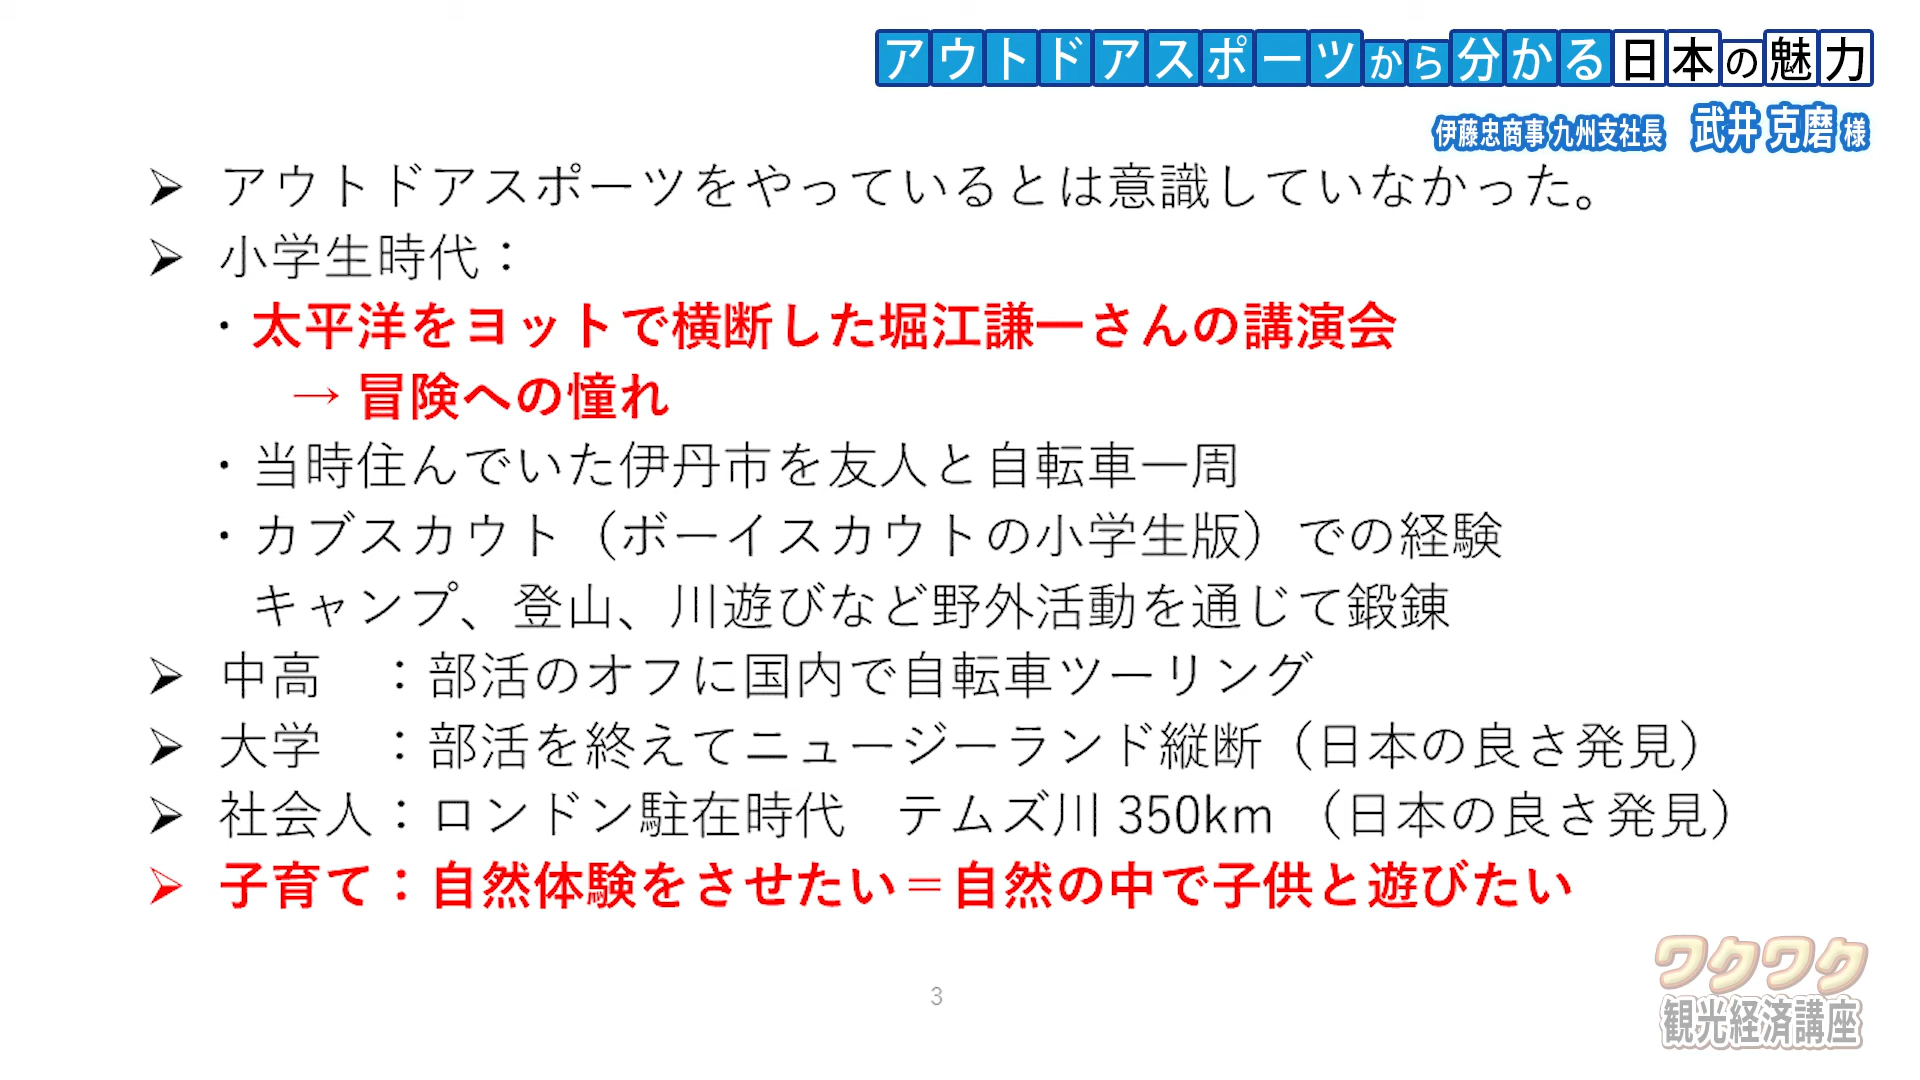 アウトドアスポーツから分かる日本の魅力
伊藤忠商事 九州支社長 武井 克磨 様
➢ アウトドアスポーツをやっているとは意識していなかった。
➢ 小学生時代：
・太平洋をヨットで横断した堀江謙一さんの講演会
→ 冒険への憧れ
・当時住んでいた伊丹市を友人と自転車一周
・カブスカウト（ボーイスカウトの小学生版）での経験
キャンプ、登山、川遊びなど野外活動を通じて鍛錬
➢ 中高　：部活のオフに国内で自転車ツーリング
➢ 大学　：部活を終えてニュージーランド縦断（日本の良さ発見）
➢ 社会人：ロンドン駐在時代　テムズ川 350km （日本の良さ発見）
➢ 子育て：自然体験をさせたい＝自然の中で子供と遊びたい
3
ワクワク
観光経済講座